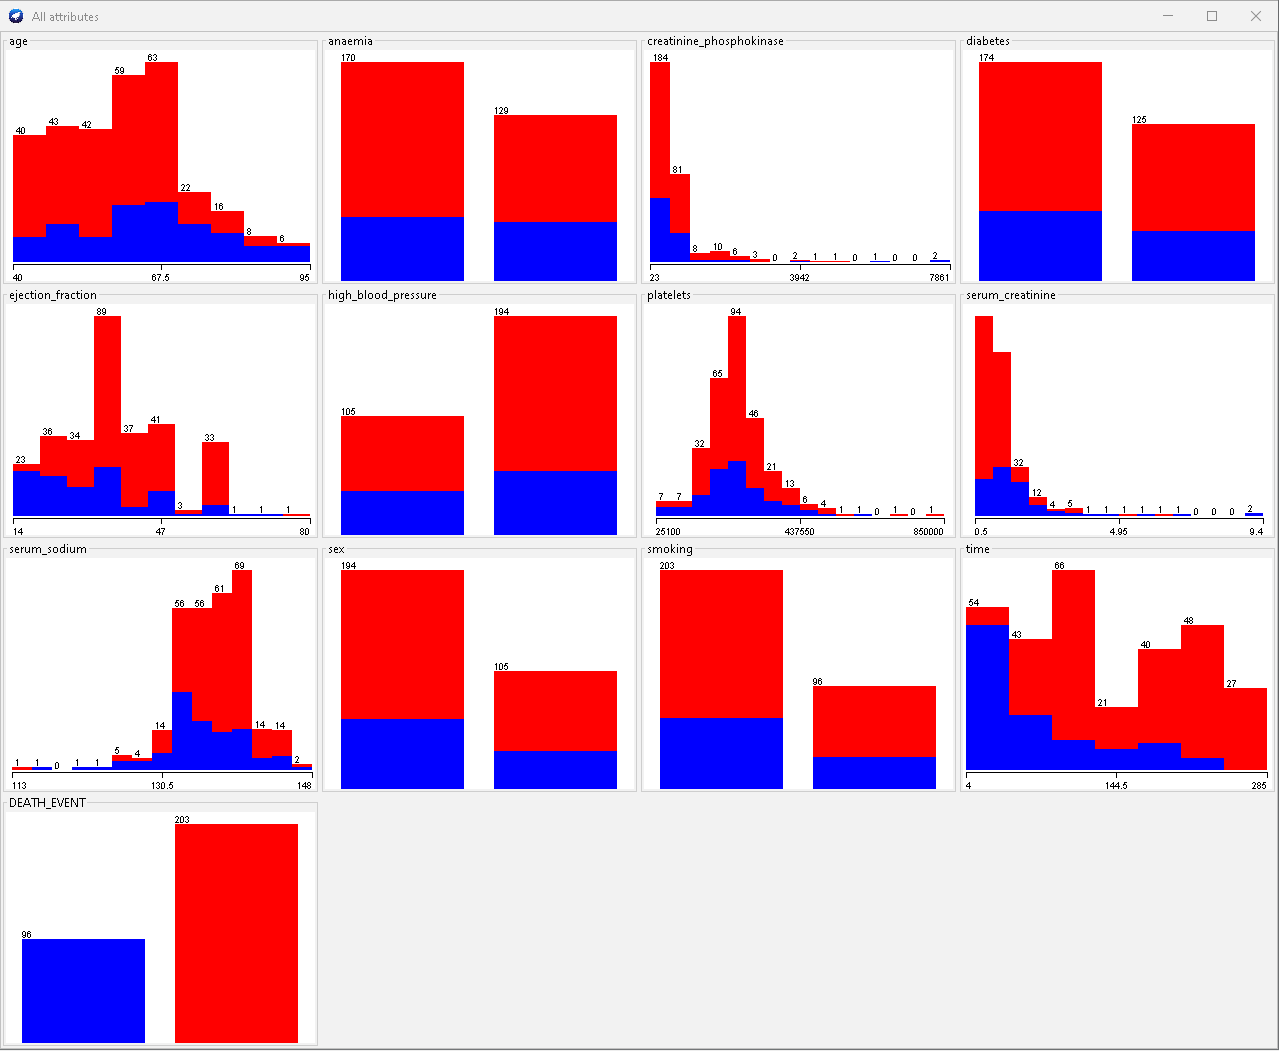 All attributes
age
40 43 42 59 63 22 16 8 6
40 67.5 95
anaemia
170 129
creatinine_phosphokinase
184 81 8 10 6 3 0 2 1 1 0 1 0 0 2
23 3942 7861
diabetes
174 125
ejection_fraction
23 36 34 89 37 41 3 33 1 1 1
14 47 80
high_blood_pressure
105 194
platelets
7 7 32 65 94 46 21 13 6 4 1 1 0 1 0 1
25100 437550 850000
serum_creatinine
32 12 4 5 1 1 1 1 1 1 0 0 0 2
0.5 4.95 9.4
serum_sodium
1 1 0 1 1 5 4 14 56 56 61 69 14 14 2
113 130.5 148
sex
194 105
smoking
203 96
time
54 43 66 21 40 48 27
4 144.5 285
DEATH_EVENT
96 203